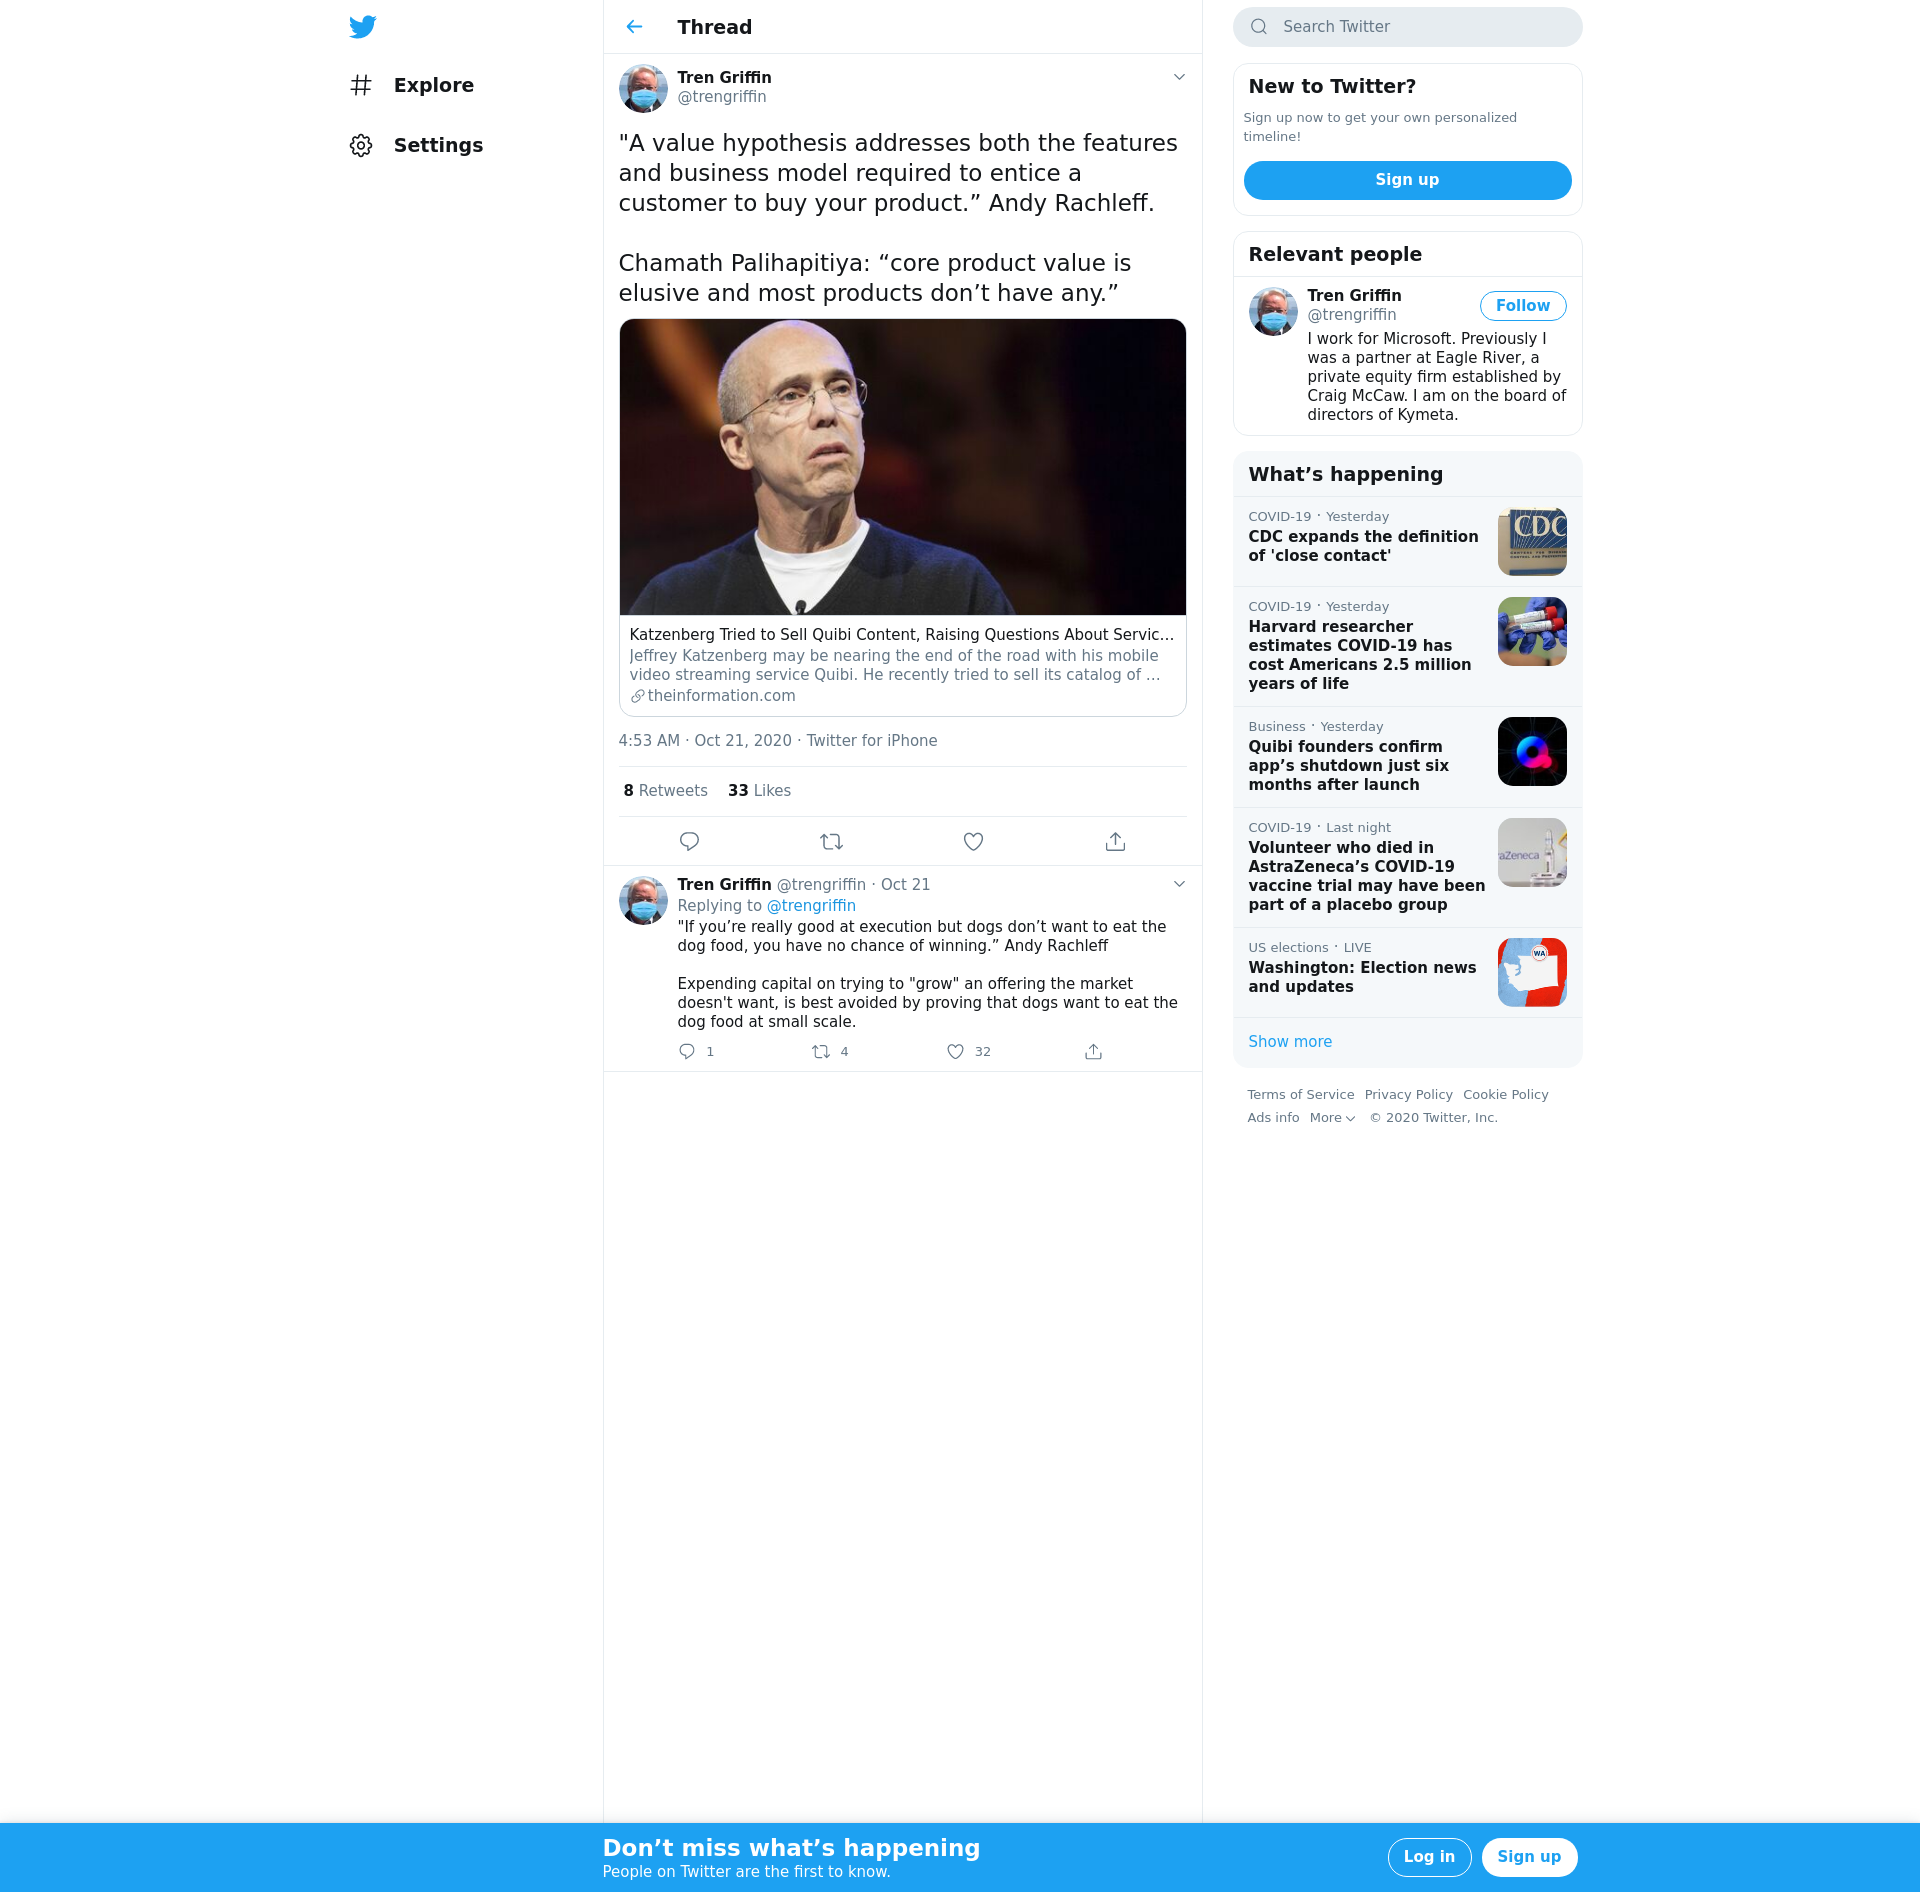 Explore
Settings
Thread
Tren Griffin
@trengriffin
"A value hypothesis addresses both the features
and business model required to entice a
customer to buy your product.” Andy Rachleff.
Chamath Palihapitiya: “core product value is
elusive and most products don’t have any.”
Katzenberg Tried to Sell Quibi Content, Raising Questions About Servic...
Jeffrey Katzenberg may be nearing the end of the road with his mobile
video streaming service Quibi. He recently tried to sell its catalog of ...
theinformation.com
4:53 AM · Oct 21, 2020 · Twitter for iPhone
8 Retweets 33 Likes
Tren Griffin @trengriffin · Oct 21
Replying to @trengriffin
"If you’re really good at execution but dogs don’t want to eat the
dog food, you have no chance of winning.” Andy Rachleff
Expending capital on trying to "grow" an offering the market
doesn't want, is best avoided by proving that dogs want to eat the
dog food at small scale.
1 4 32
Search Twitter
New to Twitter?
Sign up now to get your own personalized
timeline!
Sign up
Relevant people
Tren Griffin
@trengriffin
Follow
I work for Microsoft. Previously I
was a partner at Eagle River, a
private equity firm established by
Craig McCaw. I am on the board of
directors of Kymeta.
What’s happening
COVID-19 · Yesterday
CDC expands the definition
of 'close contact'
CDC
COVID-19 · Yesterday
Harvard researcher
estimates COVID-19 has
cost Americans 2.5 million
years of life
Business · Yesterday
Quibi founders confirm
app’s shutdown just six
months after launch
COVID-19 · Last night
Volunteer who died in
AstraZeneca’s COVID-19
vaccine trial may have been
part of a placebo group
raZeneca
US elections · LIVE
Washington: Election news
and updates
WA
Show more
Terms of Service Privacy Policy Cookie Policy
Ads info More © 2020 Twitter, Inc.
Don’t miss what’s happening
People on Twitter are the first to know.
Log in
Sign up